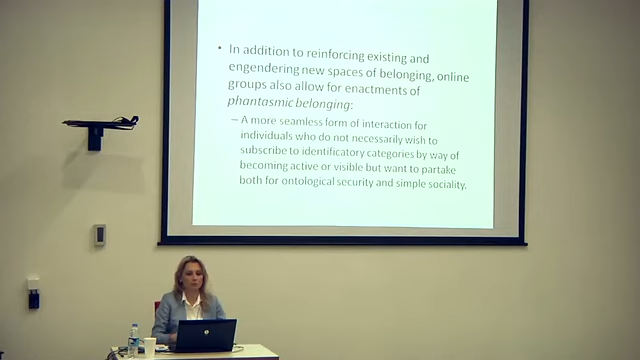 • In addition to reinforcing existing and
engendering new spaces of belonging, online
groups also allow for enactments of
phantasmic belonging:
– A more seamless form of interaction for
individuals who do not necessarily wish to
subscribe to identificatory categories by way of
becoming active or visible but want to partake
both for ontological security and simple sociality.